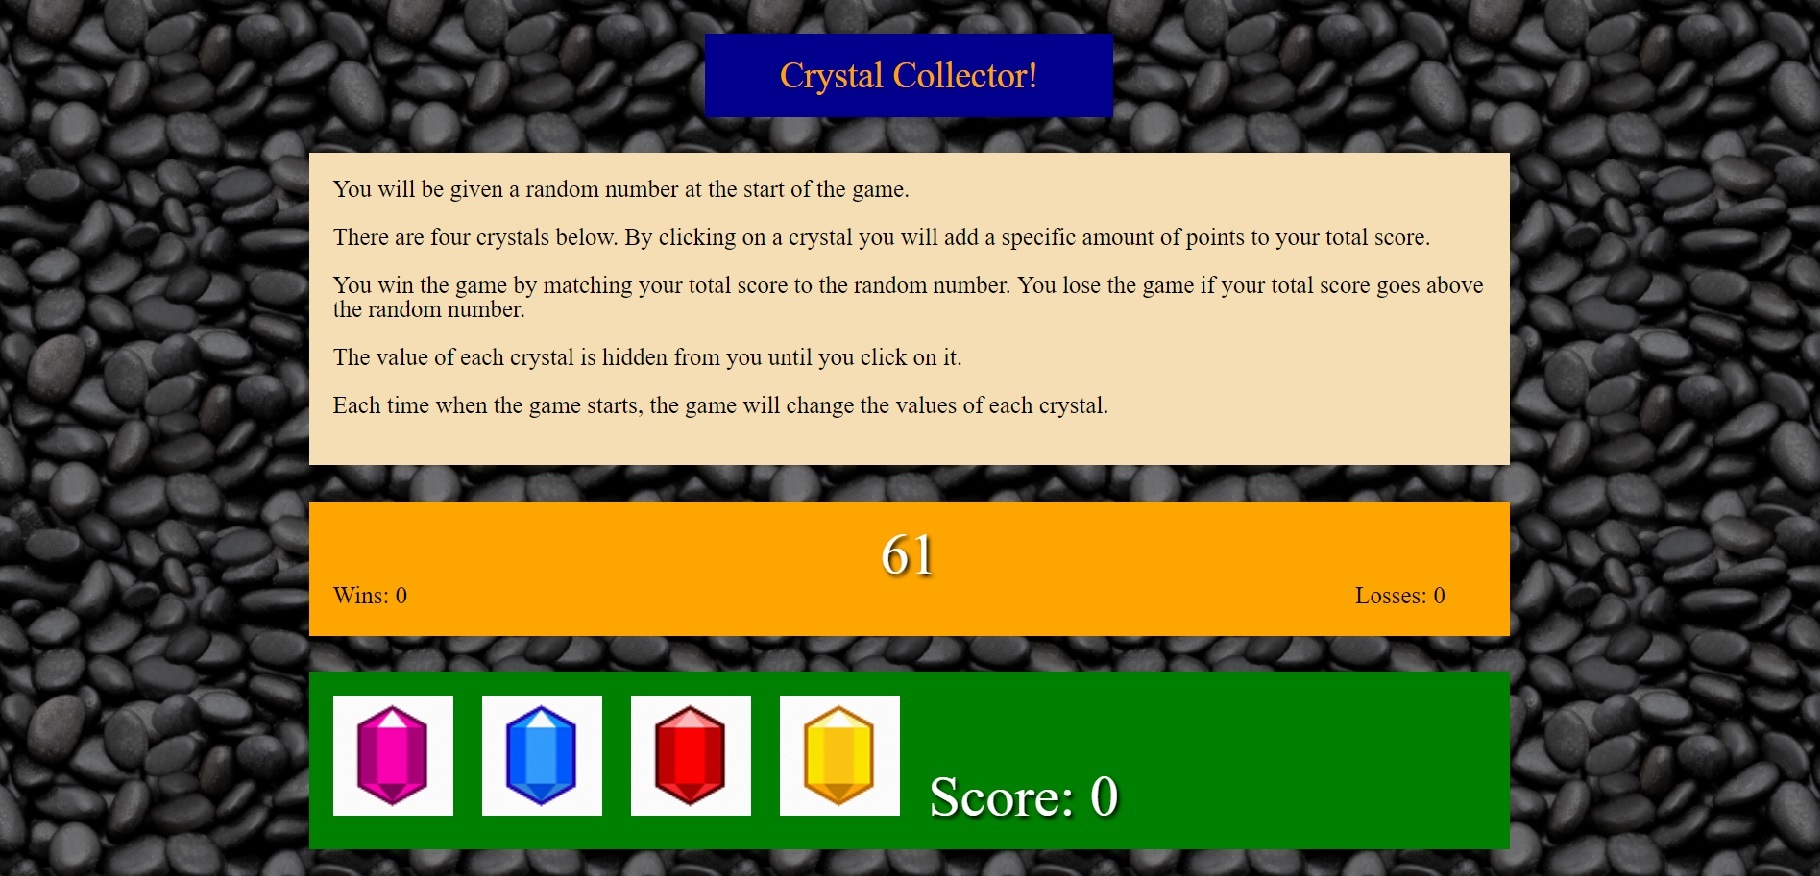 Crystal Collector!
You will be given a random number at the start of the game.
There are four crystals below. By clicking on a crystal you will add a specific amount of points to your total score.
You win the game by matching your total score to the random number. You lose the game if your total score goes above
the random number.
The value of each crystal is hidden from you until you click on it.
Each time when the game starts, the game will change the values of each crystal.
61
Wins: 0
Losses: 0
Score: 0